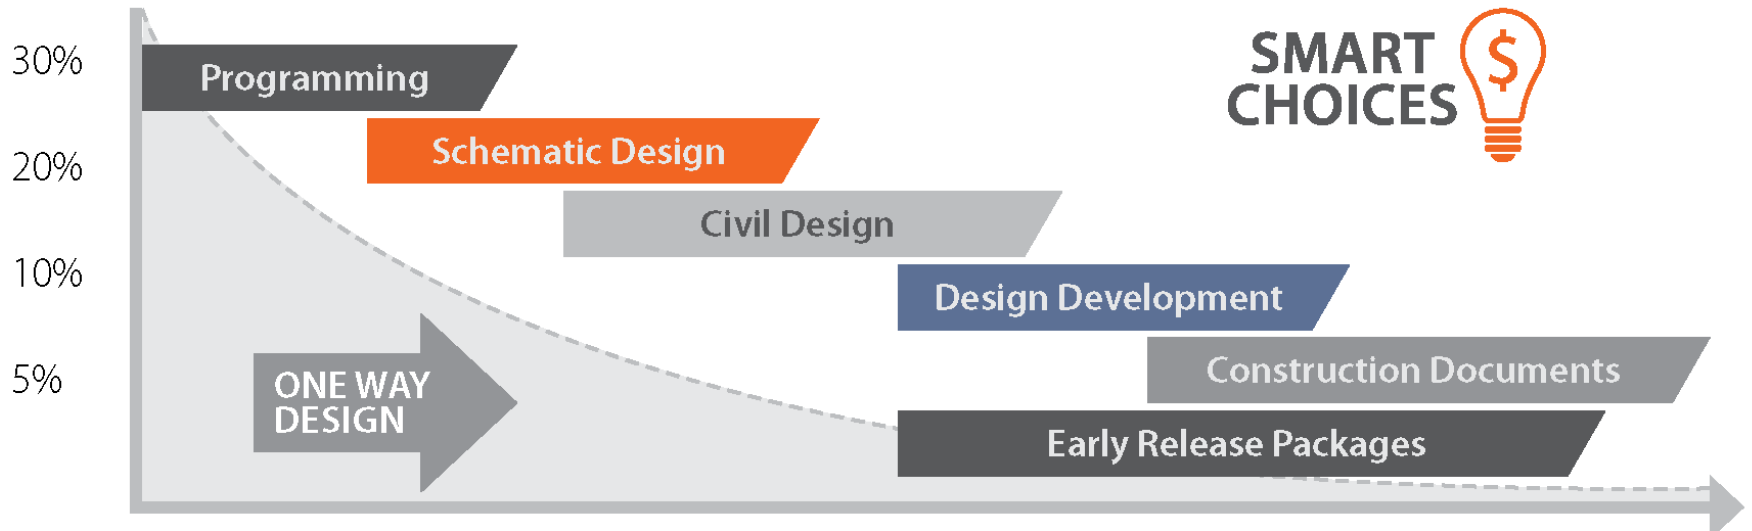 SMART
CHOICES
$
30%
Programming
Schematic Design
20%
Civil Design
10%
Design Development
5%
Construction Documents
ONE WAY
DESIGN
Early Release Packages